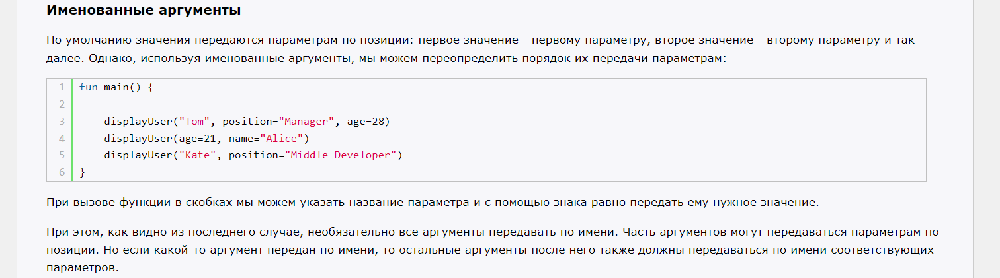 Именованные аргументы
По умолчанию значения передаются параметрам по позиции: первое значение - первому параметру, второе значение - второму параметру и так
далее. Однако, используя именованные аргументы, мы можем переопределить порядок их передачи параметрам:
1 fun main() {
2
3     displayUser("Tom", position="Manager", age=28)
4     displayUser(age=21, name="Alice")
5     displayUser("Kate", position="Middle Developer")
6 }
При вызове функции в скобках мы можем указать название параметра и с помощью знака равно передать ему нужное значение.
При этом, как видно из последнего случае, необязательно все аргументы передавать по имени. Часть аргументов могут передаваться параметрам по
позиции. Но если какой-то аргумент передан по имени, то остальные аргументы после него также должны передаваться по имени соответствующих
параметров.